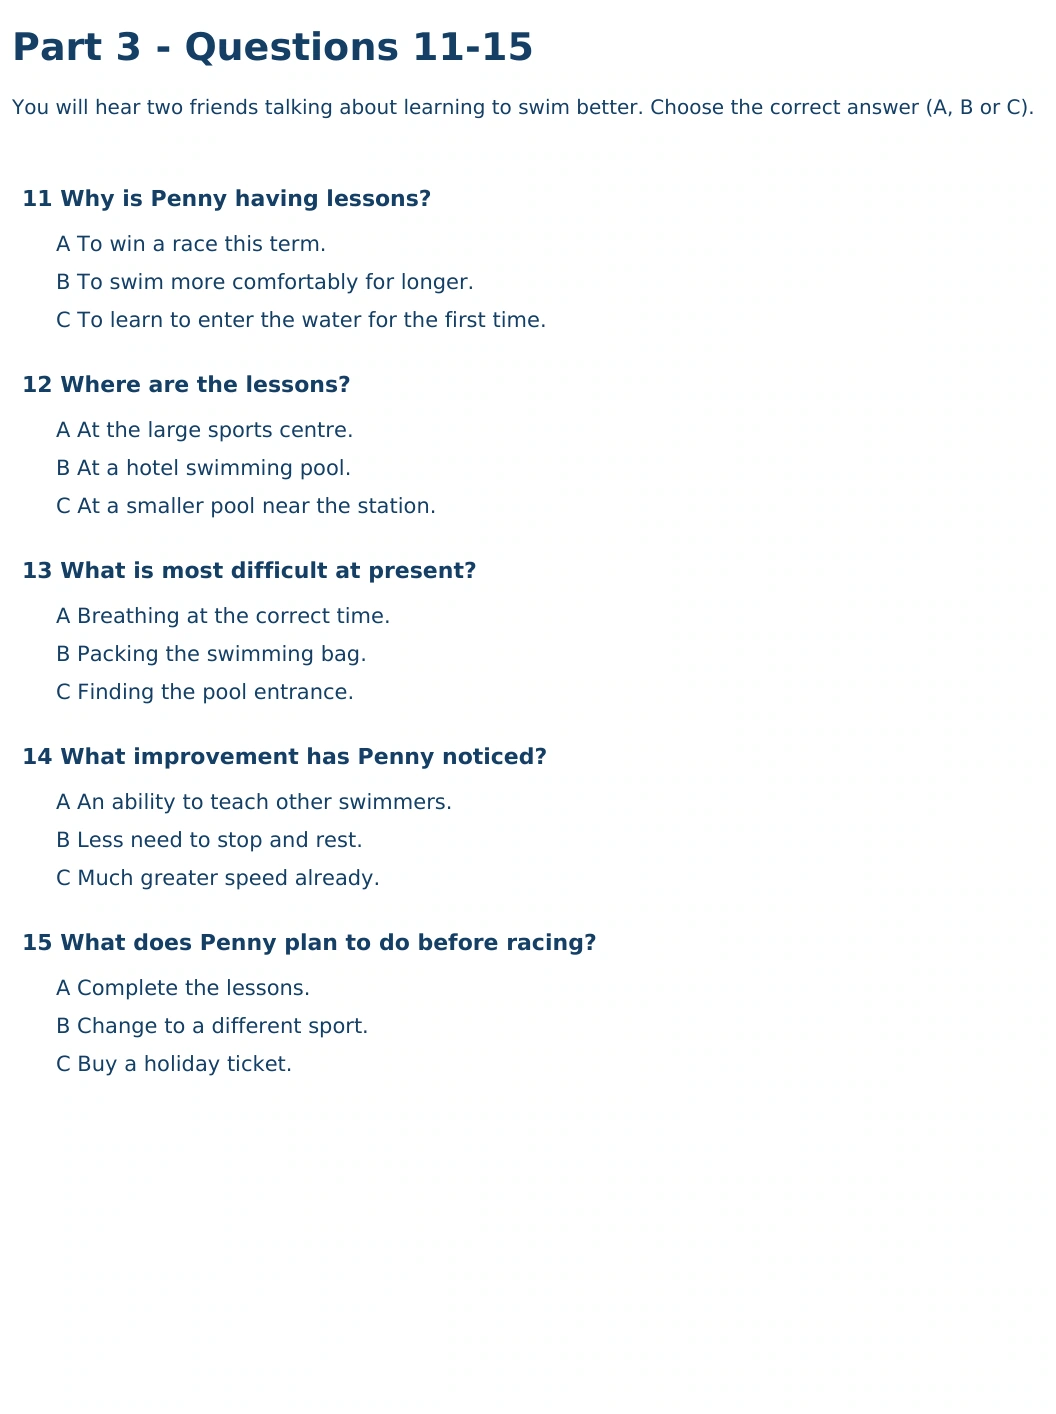 Part 3 - Questions 11-15
You will hear two friends talking about learning to swim better. Choose the correct answer (A, B or C).
11 Why is Penny having lessons?
A To win a race this term.
B To swim more comfortably for longer.
C To learn to enter the water for the first time.
12 Where are the lessons?
A At the large sports centre.
B At a hotel swimming pool.
C At a smaller pool near the station.
13 What is most difficult at present?
A Breathing at the correct time.
B Packing the swimming bag.
C Finding the pool entrance.
14 What improvement has Penny noticed?
A An ability to teach other swimmers.
B Less need to stop and rest.
C Much greater speed already.
15 What does Penny plan to do before racing?
A Complete the lessons.
B Change to a different sport.
C Buy a holiday ticket.